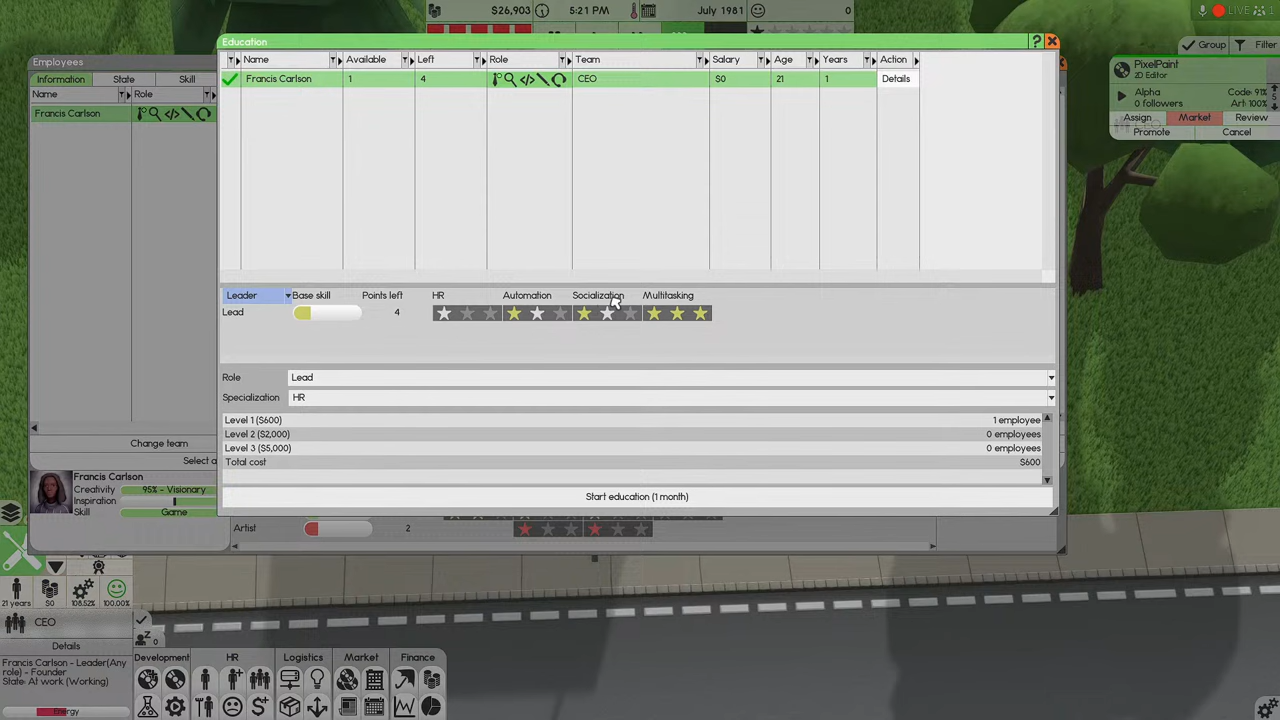 $26,903 5:21 PM July 1981 0
LIVE 1
Group Filter
Employees
Information State Skill
Name Role
Francis Carlson
Change team
Francis Carlson
Creativity 95% - Visionary
Inspiration
Skill Game
Education ?
Name Available Left Role Team Salary Age Years Action
Francis Carlson 1 4 CEO $0 21 1 Details
Leader Base skill Points left HR Automation Socialization Multitasking
Lead 4
Role Lead
Specialization HR
Level 1 ($600) 1 employee
Level 2 ($2,000) 0 employees
Level 3 ($5,000) 0 employees
Total cost $600
Start education (1 month)
Artist 2
PixelPaint
2D Editor
Alpha Code: 91%
0 followers Art: 100%
Assign Market Review
Promote Cancel
21 years $0 108.52% 100.00%
CEO
0
Details
Francis Carlson - Leader(Any
role) - Founder
State: At work (Working)
Energy
Development HR Logistics Market Finance